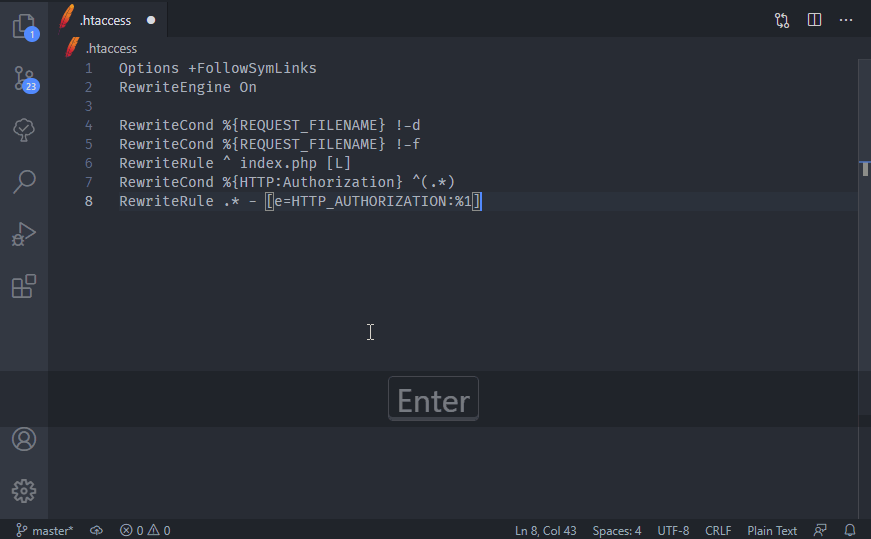 .htaccess
.htaccess
1 Options +FollowSymLinks
2 RewriteEngine On
3
4 RewriteCond %{REQUEST_FILENAME} !-d
5 RewriteCond %{REQUEST_FILENAME} !-f
6 RewriteRule ^ index.php [L]
7 RewriteCond %{HTTP:Authorization} ^(.*)
8 RewriteRule .* - [e=HTTP_AUTHORIZATION:%1]
1
23
Enter
master* 0 0 Ln 8, Col 43 Spaces: 4 UTF-8 CRLF Plain Text